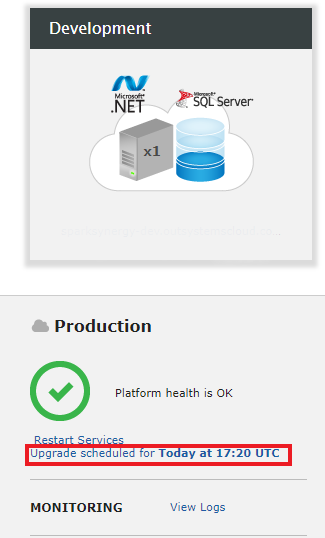 Development
Microsoft®
.NET
Microsoft®
SQL Server
x1
Production
Platform health is OK
Restart Services
Upgrade scheduled for Today at 17:20 UTC
MONITORING
View Logs